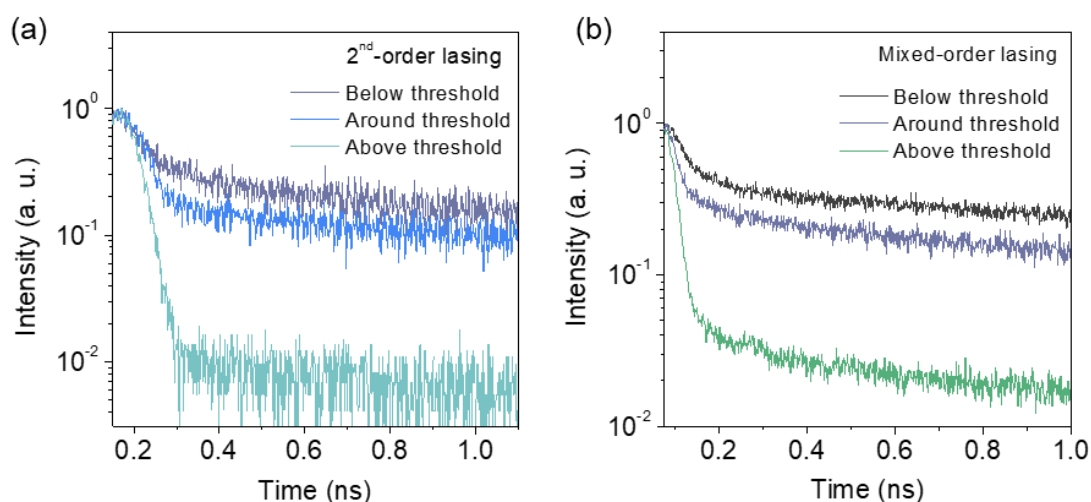 (a)
2nd-order lasing
Below threshold
Around threshold
Above threshold
10^0
10^-1
10^-2
Intensity (a. u.)
0.2 0.4 0.6 0.8 1.0
Time (ns)
(b)
Mixed-order lasing
Below threshold
Around threshold
Above threshold
10^0
10^-1
10^-2
Intensity (a. u.)
0.2 0.4 0.6 0.8 1.0
Time (ns)